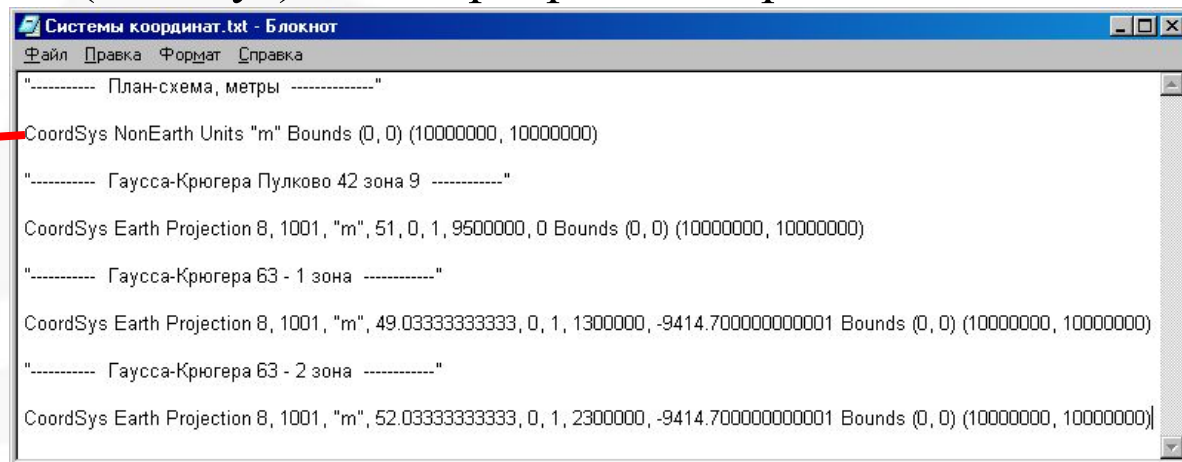 Системы координат.txt - Блокнот
Файл Правка Формат Справка
"----------- План-схема, метры --------------"
CoordSys NonEarth Units "m" Bounds (0, 0) (10000000, 10000000)
"----------- Гаусса-Крюгера Пулково 42 зона 9 ------------"
CoordSys Earth Projection 8, 1001, "m", 51, 0, 1, 9500000, 0 Bounds (0, 0) (10000000, 10000000)
"----------- Гаусса-Крюгера 63 - 1 зона ------------"
CoordSys Earth Projection 8, 1001, "m", 49.03333333333, 0, 1, 1300000, -9414.700000000001 Bounds (0, 0) (10000000, 10000000)
"----------- Гаусса-Крюгера 63 - 2 зона ------------"
CoordSys Earth Projection 8, 1001, "m", 52.03333333333, 0, 1, 2300000, -9414.700000000001 Bounds (0, 0) (10000000, 10000000)